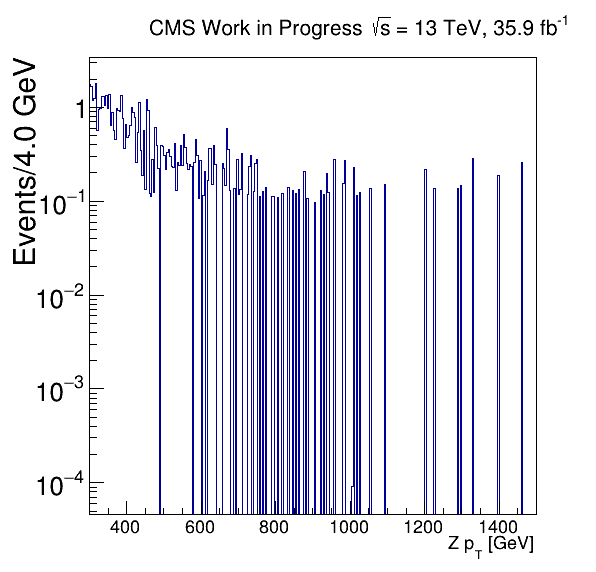 CMS Work in Progress √s = 13 TeV, 35.9 fb⁻¹
Events/4.0 GeV
1
10⁻¹
10⁻²
10⁻³
10⁻⁴
400 600 800 1000 1200 1400
Z p_T [GeV]